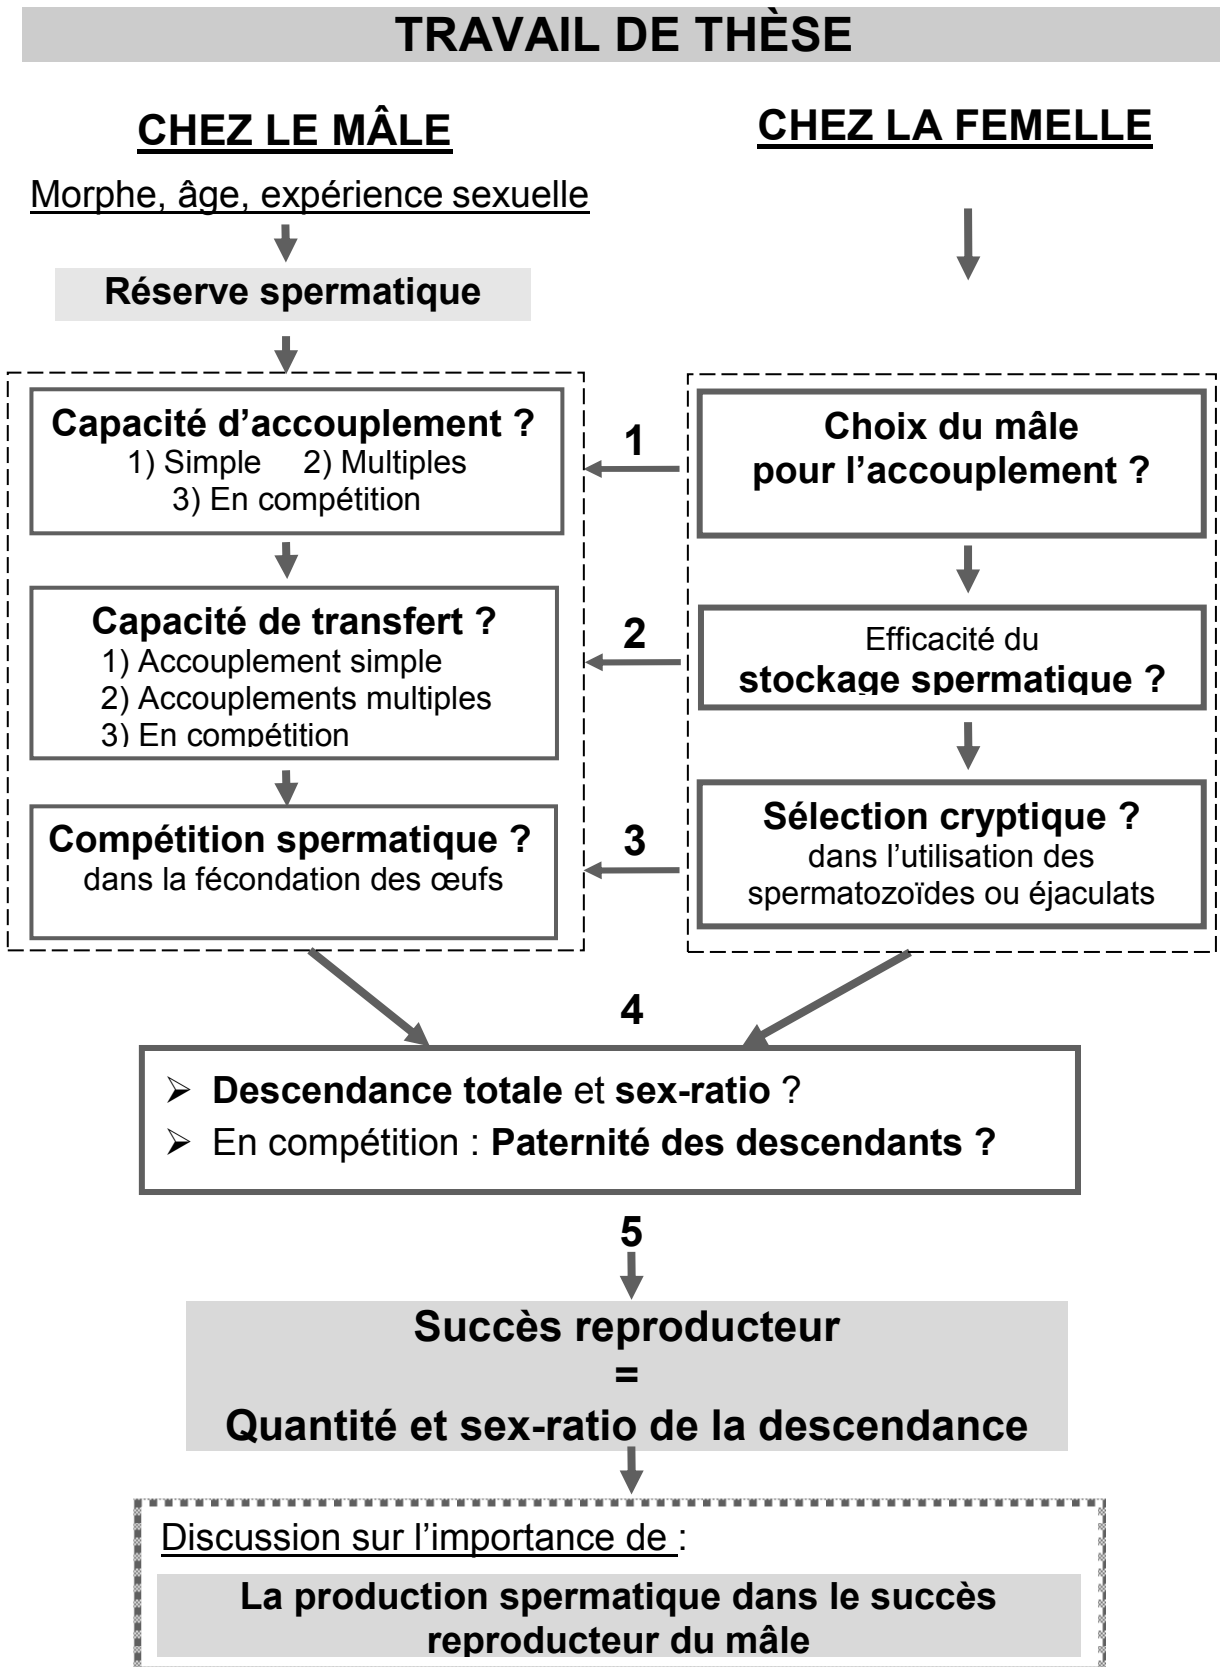 TRAVAIL DE THÈSE
CHEZ LE MÂLE
Morphe, âge, expérience sexuelle
Réserve spermatique
Capacité d’accouplement ?
1) Simple 2) Multiples
3) En compétition
Capacité de transfert ?
1) Accouplement simple
2) Accouplements multiples
3) En compétition
Compétition spermatique ?
dans la fécondation des œufs
1
2
3
CHEZ LA FEMELLE
Choix du mâle
pour l’accouplement ?
Efficacité du
stockage spermatique ?
Sélection cryptique ?
dans l’utilisation des
spermatozoïdes ou éjaculats
4
➢ Descendance totale et sex-ratio ?
➢ En compétition : Paternité des descendants ?
5
Succès reproducteur
=
Quantité et sex-ratio de la descendance
Discussion sur l’importance de :
La production spermatique dans le succès
reproducteur du mâle